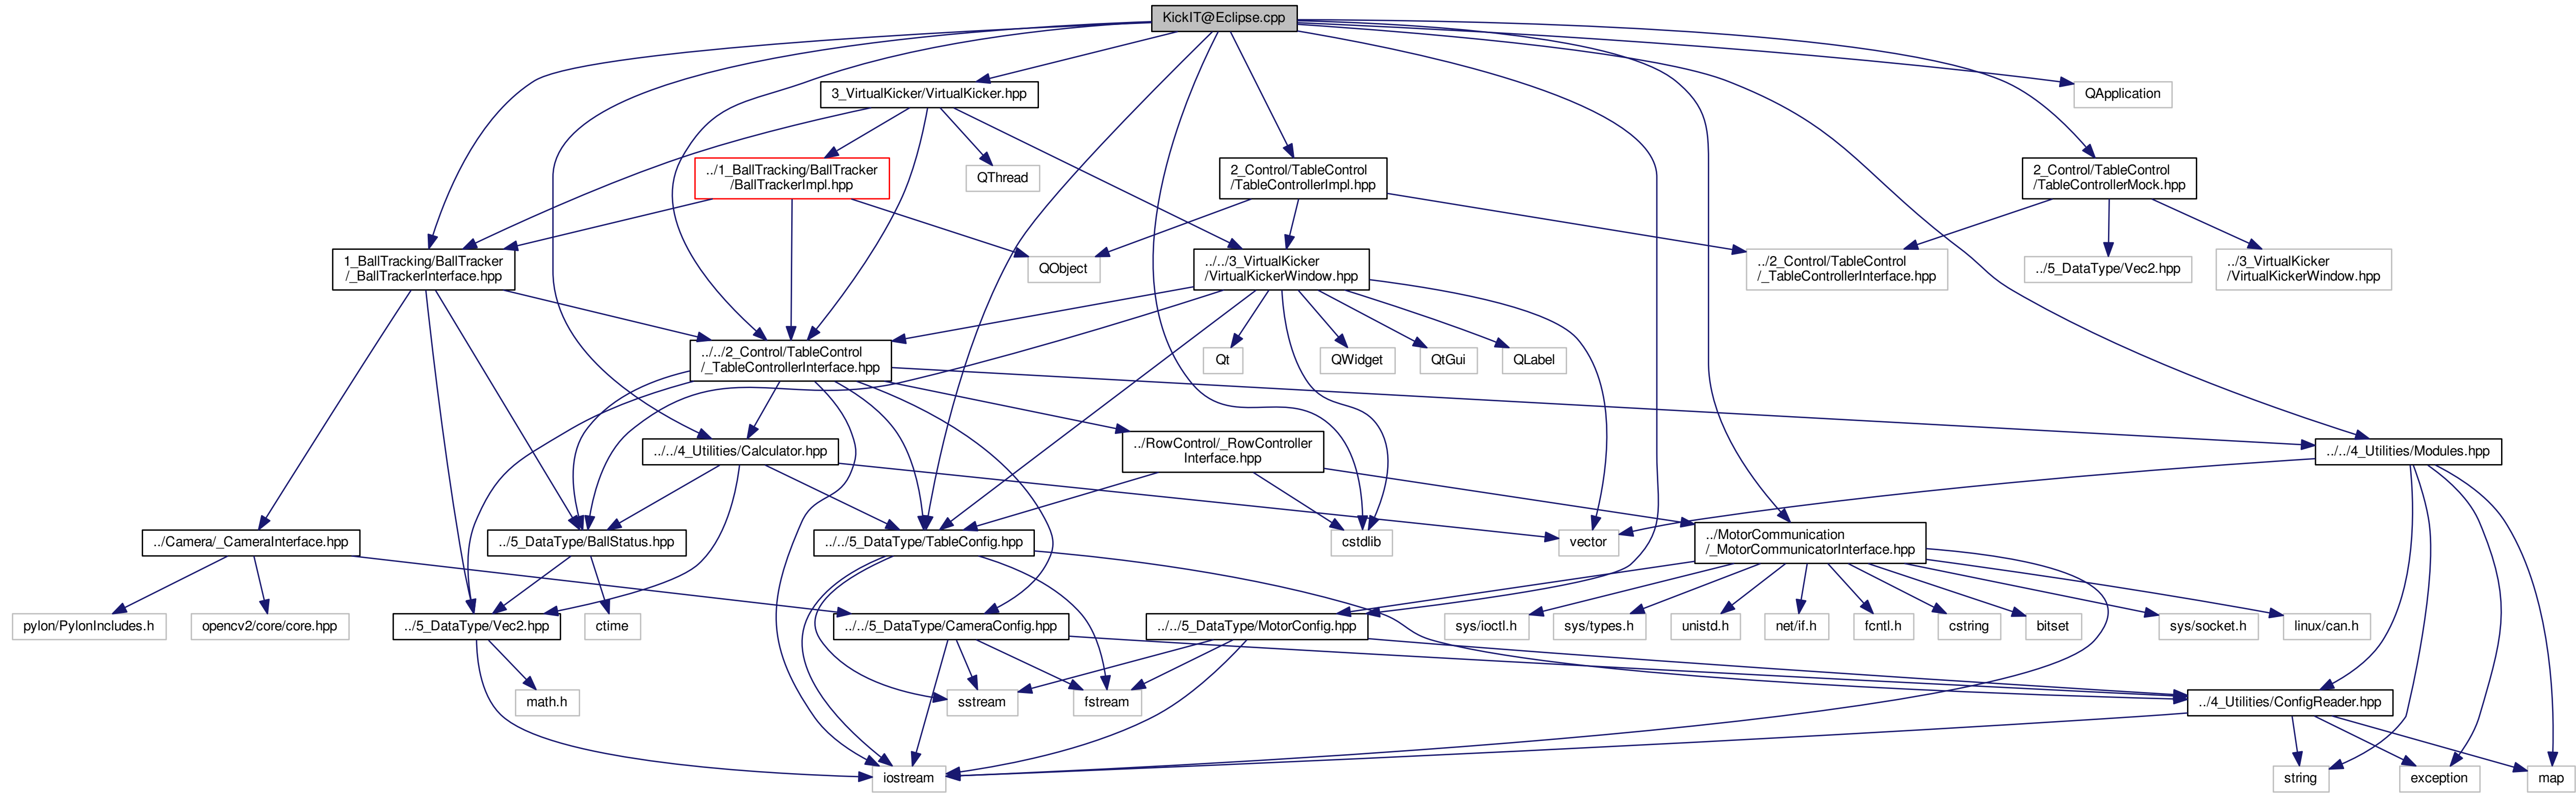 KickIT@Eclipse.cpp
3_VirtualKicker/VirtualKicker.hpp
QApplication
../1_BallTracking/BallTracker
/BallTrackerImpl.hpp
QThread
2_Control/TableControl
/TableControllerImpl.hpp
2_Control/TableControl
/TableControllerMock.hpp
1_BallTracking/BallTracker
/_BallTrackerInterface.hpp
QObject
../../3_VirtualKicker
/VirtualKickerWindow.hpp
../2_Control/TableControl
/_TableControllerInterface.hpp
../5_DataType/Vec2.hpp
../3_VirtualKicker
/VirtualKickerWindow.hpp
../../2_Control/TableControl
/_TableControllerInterface.hpp
Qt
QWidget
QtGui
QLabel
../../4_Utilities/Calculator.hpp
../RowControl/_RowController
Interface.hpp
../../4_Utilities/Modules.hpp
../Camera/_CameraInterface.hpp
../5_DataType/BallStatus.hpp
../../5_DataType/TableConfig.hpp
cstdlib
vector
../MotorCommunication
/_MotorCommunicatorInterface.hpp
pylon/PylonIncludes.h
opencv2/core/core.hpp
../5_DataType/Vec2.hpp
ctime
../../5_DataType/CameraConfig.hpp
../../5_DataType/MotorConfig.hpp
sys/ioctl.h
sys/types.h
unistd.h
net/if.h
fcntl.h
cstring
bitset
sys/socket.h
linux/can.h
math.h
sstream
fstream
../4_Utilities/ConfigReader.hpp
iostream
string
exception
map